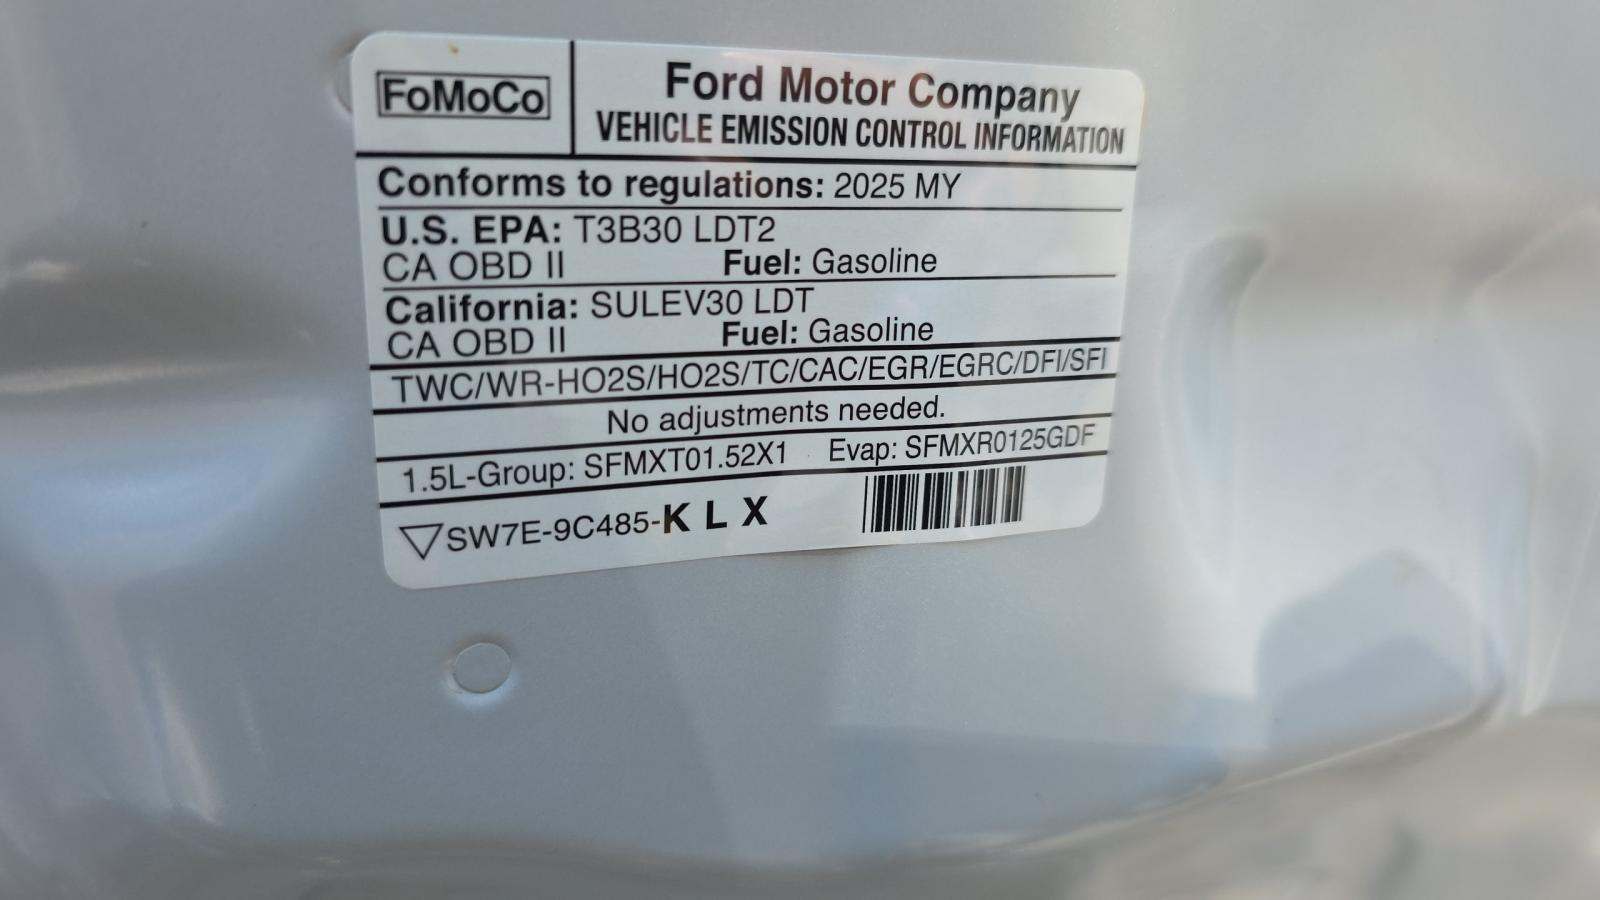 FoMoCo
Ford Motor Company
VEHICLE EMISSION CONTROL INFORMATION
Conforms to regulations: 2025 MY
U.S. EPA: T3B30 LDT2
CA OBD II Fuel: Gasoline
California: SULEV30 LDT
CA OBD II Fuel: Gasoline
TWC/WR-HO2S/HO2S/TC/CAC/EGR/EGRC/DFI/SFI
No adjustments needed.
1.5L-Group: SFMXT01.52X1 Evap: SFMXR0125GDF
SW7E-9C485-K L X